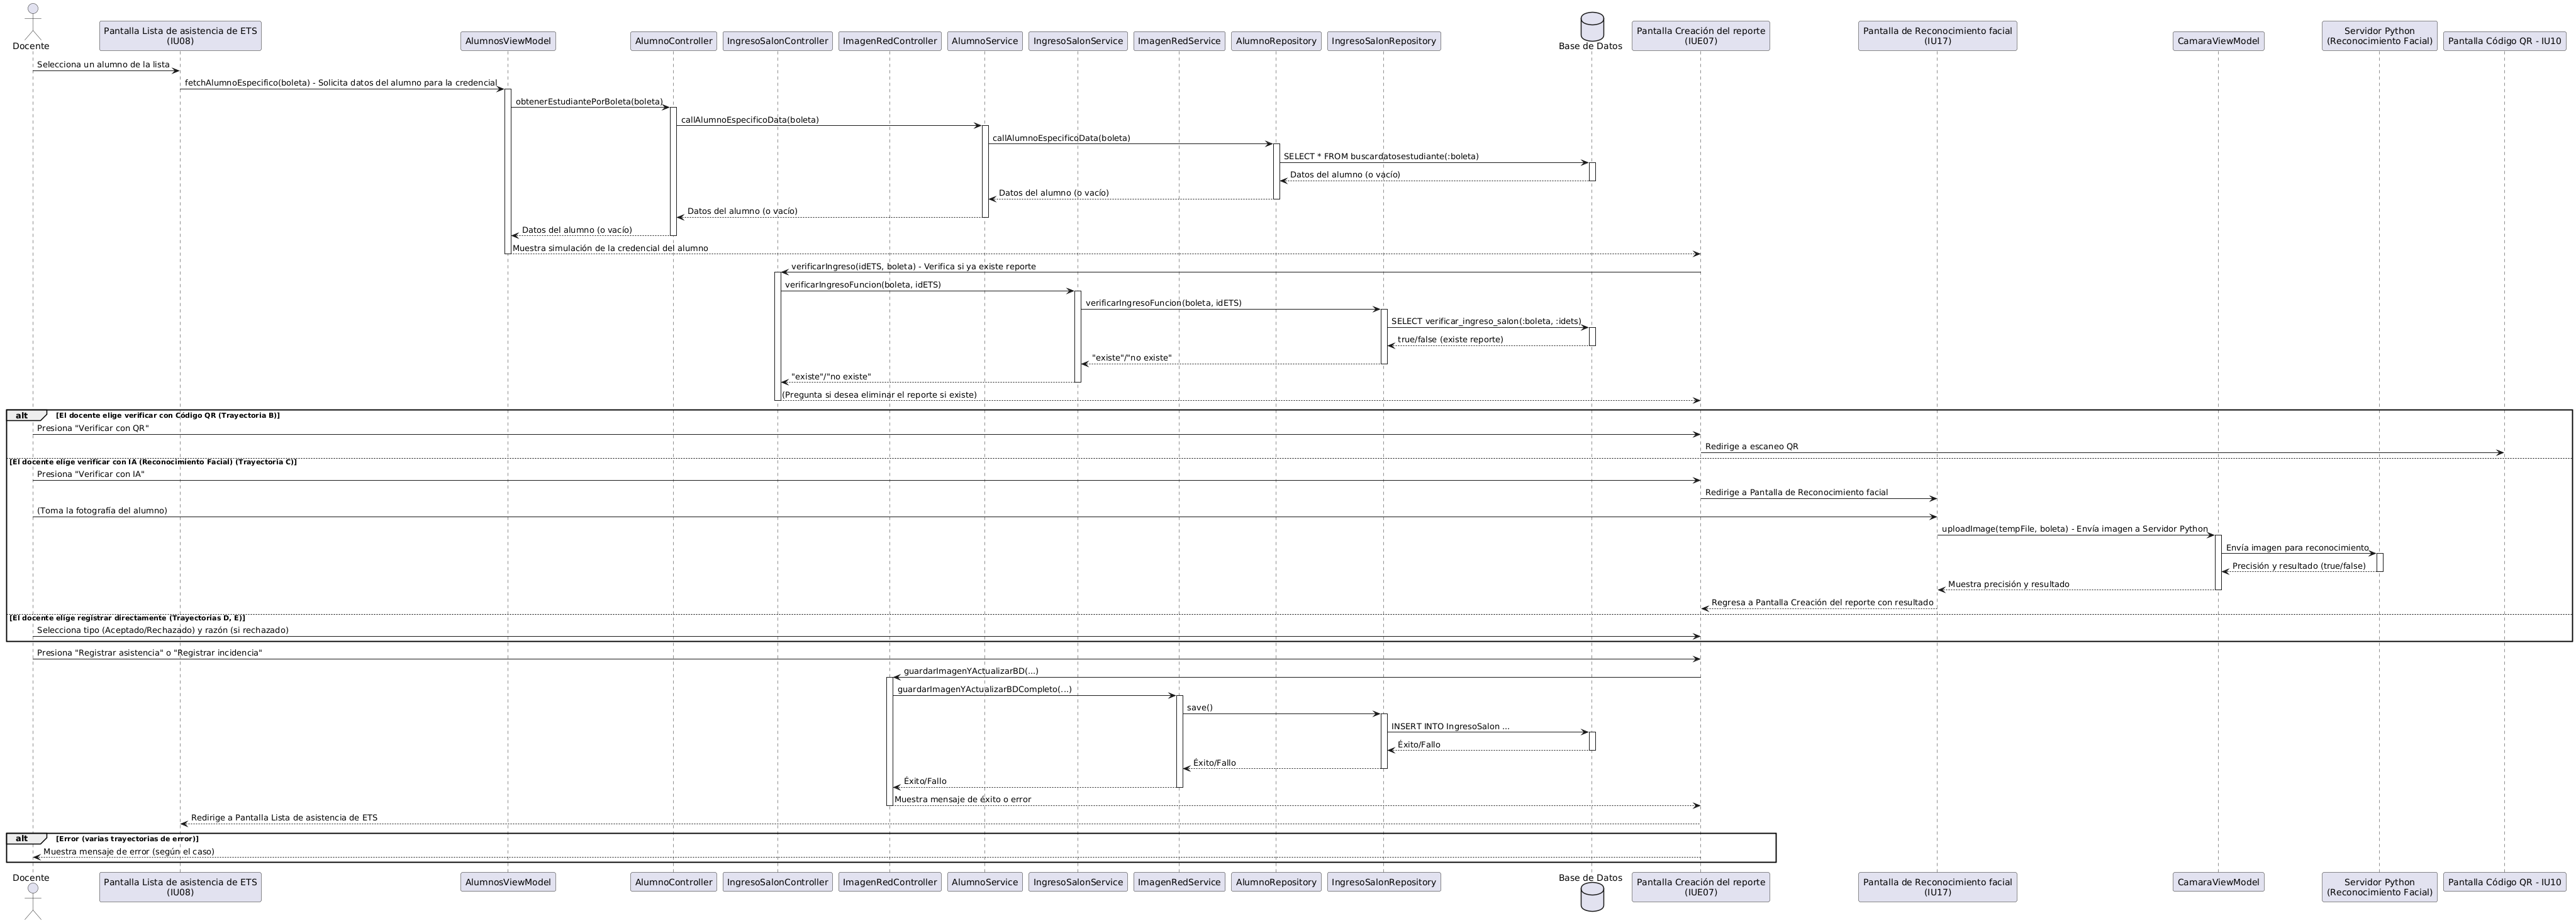 Docente
Pantalla Lista de asistencia de ETS
(IU08)
AlumnosViewModel
AlumnoController
IngresoSalonController
ImagenRedController
AlumnoService
IngresoSalonService
ImagenRedService
AlumnoRepository
IngresoSalonRepository
Base de Datos
Pantalla Creación del reporte
(IUE07)
Pantalla de Reconocimiento facial
(IU17)
CamaraViewModel
Servidor Python
(Reconocimiento Facial)
Pantalla Código QR - IU10
Selecciona un alumno de la lista
fetchAlumnoEspecifico(boleta) - Solicita datos del alumno para la credencial
obtenerEstudiantePorBoleta(boleta)
callAlumnoEspecificoData(boleta)
callAlumnoEspecificoData(boleta)
SELECT * FROM buscardatosestudiante(:boleta)
Datos del alumno (o vacío)
Datos del alumno (o vacío)
Datos del alumno (o vacío)
Datos del alumno (o vacío)
Muestra simulación de la credencial del alumno
verificarIngreso(idETS, boleta) - Verifica si ya existe reporte
verificarIngresoFuncion(boleta, idETS)
verificarIngresoFuncion(boleta, idETS)
SELECT verificar_ingreso_salon(:boleta, :idets)
true/false (existe reporte)
"existe"/"no existe"
"existe"/"no existe"
(Pregunta si desea eliminar el reporte si existe)
alt [El docente elige verificar con Código QR (Trayectoria B)]
Presiona "Verificar con QR"
Redirige a escaneo QR
[El docente elige verificar con IA (Reconocimiento Facial) (Trayectoria C)]
Presiona "Verificar con IA"
Redirige a Pantalla de Reconocimiento facial
(Toma la fotografía del alumno)
uploadImage(tempFile, boleta) - Envía imagen a Servidor Python
Envía imagen para reconocimiento
Precisión y resultado (true/false)
Muestra precisión y resultado
Regresa a Pantalla Creación del reporte con resultado
[El docente elige registrar directamente (Trayectorias D, E)]
Selecciona tipo (Aceptado/Rechazado) y razón (si rechazado)
Presiona "Registrar asistencia" o "Registrar incidencia"
guardarImagenYActualizarBD(...)
guardarImagenYActualizarBDCompleto(...)
save()
INSERT INTO IngresoSalon ...
Éxito/Fallo
Éxito/Fallo
Éxito/Fallo
Muestra mensaje de éxito o error
Redirige a Pantalla Lista de asistencia de ETS
alt [Error (varias trayectorias de error)]
Muestra mensaje de error (según el caso)
Docente
Pantalla Lista de asistencia de ETS
(IU08)
AlumnosViewModel
AlumnoController
IngresoSalonController
ImagenRedController
AlumnoService
IngresoSalonService
ImagenRedService
AlumnoRepository
IngresoSalonRepository
Base de Datos
Pantalla Creación del reporte
(IUE07)
Pantalla de Reconocimiento facial
(IU17)
CamaraViewModel
Servidor Python
(Reconocimiento Facial)
Pantalla Código QR - IU10